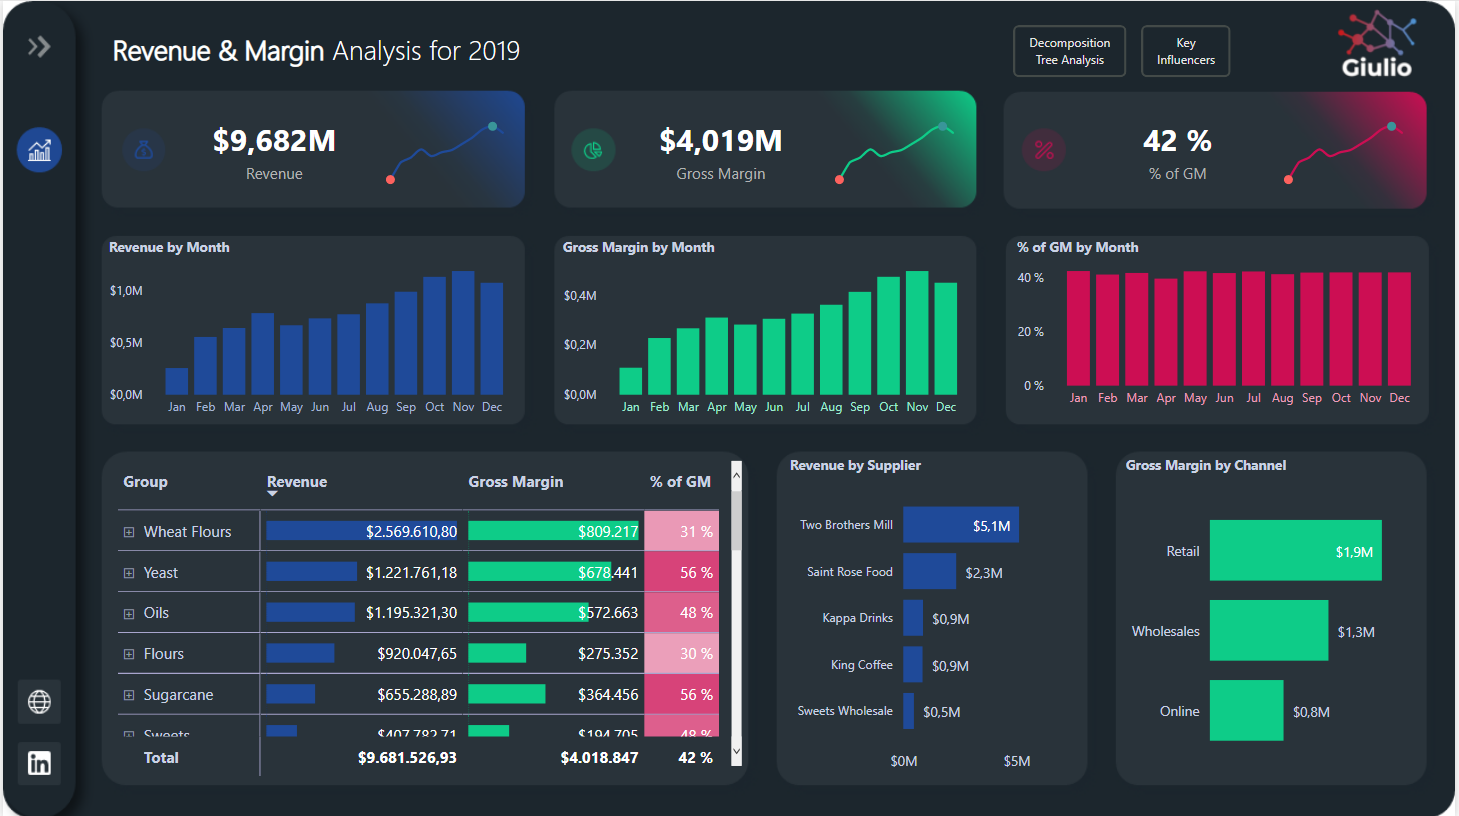 Revenue & Margin Analysis for 2019
Decomposition
Tree Analysis
Key
Influencers
Giulio
$9,682M
Revenue
$4,019M
Gross Margin
42 %
% of GM
Revenue by Month
$1,0M
$0,5M
$0,0M
Jan Feb Mar Apr May Jun Jul Aug Sep Oct Nov Dec
Gross Margin by Month
$0,4M
$0,2M
$0,0M
Jan Feb Mar Apr May Jun Jul Aug Sep Oct Nov Dec
% of GM by Month
40 %
20 %
0 %
Jan Feb Mar Apr May Jun Jul Aug Sep Oct Nov Dec
Group Revenue Gross Margin % of GM
Wheat Flours $2.569.610,80 $809.217 31 %
Yeast $1.221.761,18 $678.441 56 %
Oils $1.195.321,30 $572.663 48 %
Flours $920.047,65 $275.352 30 %
Sugarcane $655.288,89 $364.456 56 %
Sweets $407.782,71 $194.705 48 %
Total $9.681.526,93 $4.018.847 42 %
Revenue by Supplier
Two Brothers Mill $5,1M
Saint Rose Food $2,3M
Kappa Drinks $0,9M
King Coffee $0,9M
Sweets Wholesale $0,5M
$0M $5M
Gross Margin by Channel
Retail $1,9M
Wholesales $1,3M
Online $0,8M
in